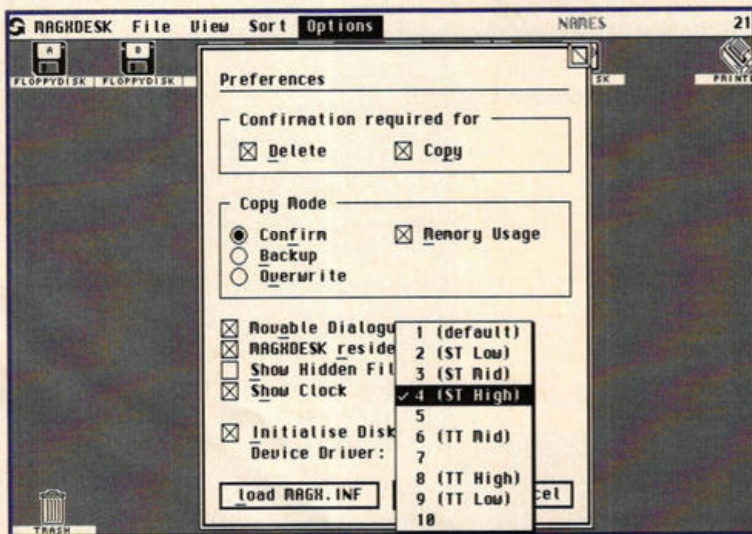 MAGXDESK File View Sort Options NAMES 21
A B
FLOPPYDISK FLOPPYDISK SK PRINTE
Preferences
Confirmation required for
Delete Copy
Copy Mode
Confirm Memory Usage
Backup
Overwrite
Movable Dialogu
MAGXDESK reside
Show Hidden Fil
Show Clock
Initialise Disk
Device Driver:
1 (default)
2 (ST Low)
3 (ST Mid)
4 (ST High)
5
6 (TT Mid)
7
8 (TT High)
9 (TT Low)
10
load MAGX.INF cel
TRASH